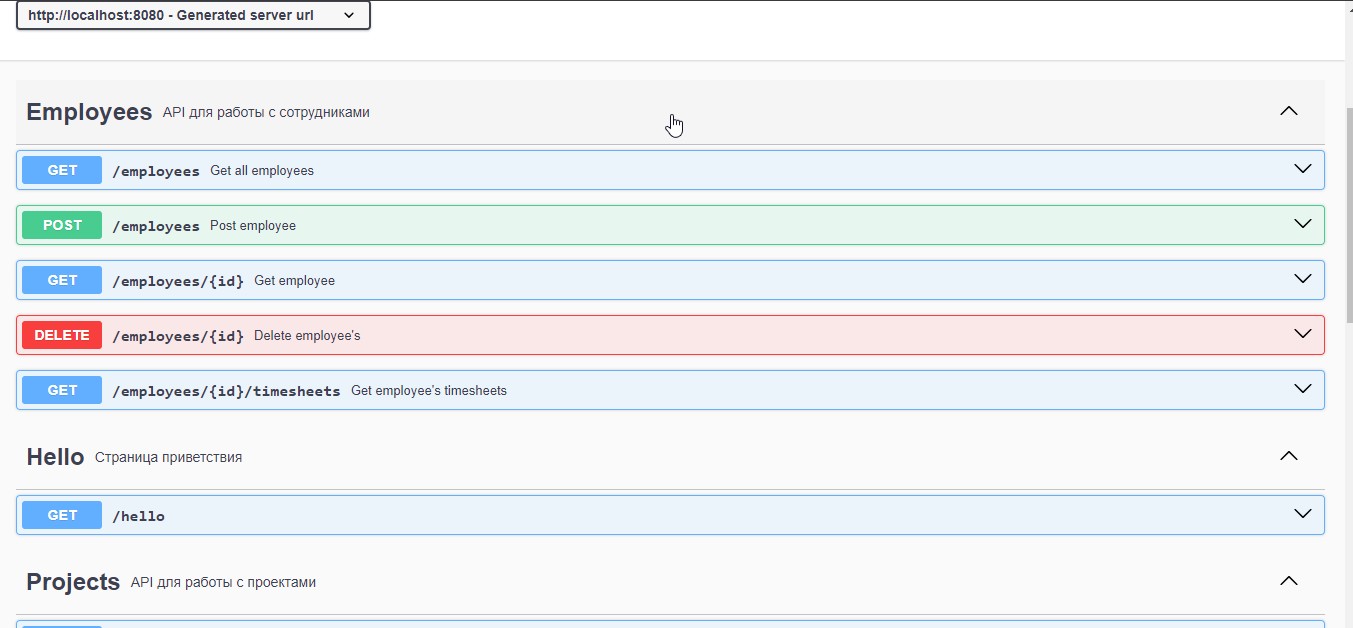 http://localhost:8080 - Generated server url
Employees API для работы с сотрудниками
GET /employees Get all employees
POST /employees Post employee
GET /employees/{id} Get employee
DELETE /employees/{id} Delete employee's
GET /employees/{id}/timesheets Get employee's timesheets
Hello Страница приветствия
GET /hello
Projects API для работы с проектами